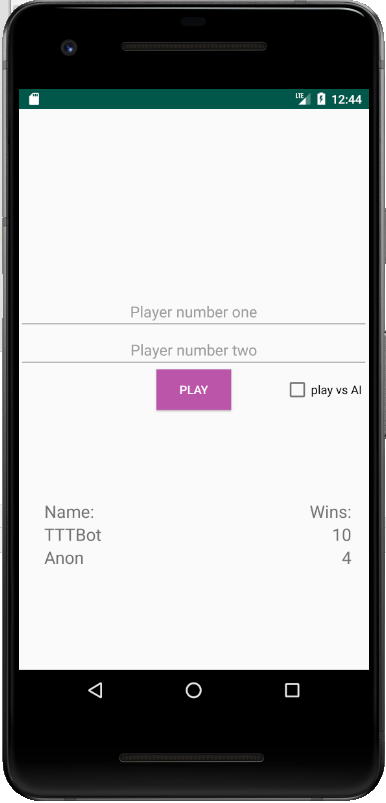 LTE 12:44
Player number one
Player number two
PLAY play vs AI
Name: Wins:
TTTBot 10
Anon 4